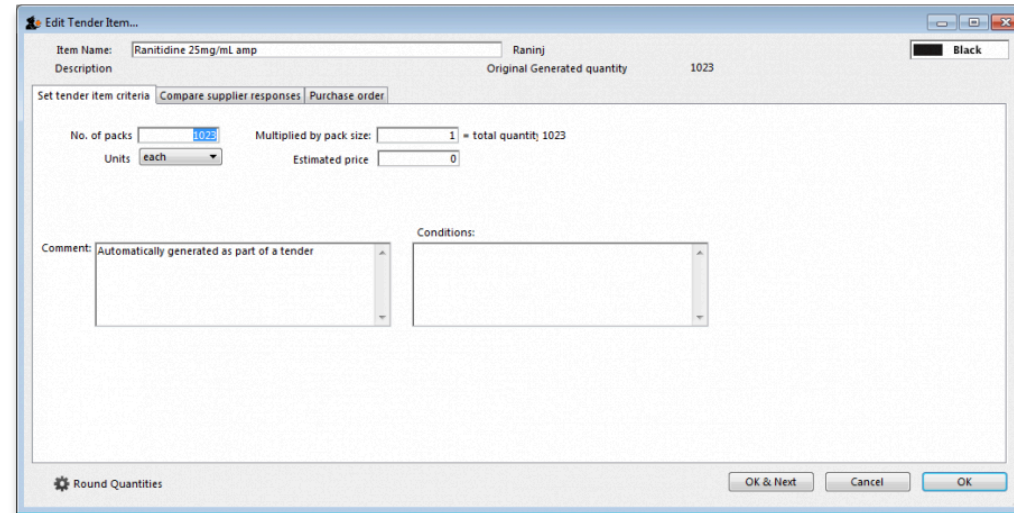 Edit Tender Item...
Item Name: Ranitidine 25mg/mL amp Raninj Black
Description Original Generated quantity 1023
Set tender item criteria Compare supplier responses Purchase order
No. of packs 1023 Multiplied by pack size: 1 = total quantity 1023
Units each Estimated price 0
Conditions:
Comment: Automatically generated as part of a tender
Round Quantities OK & Next Cancel OK